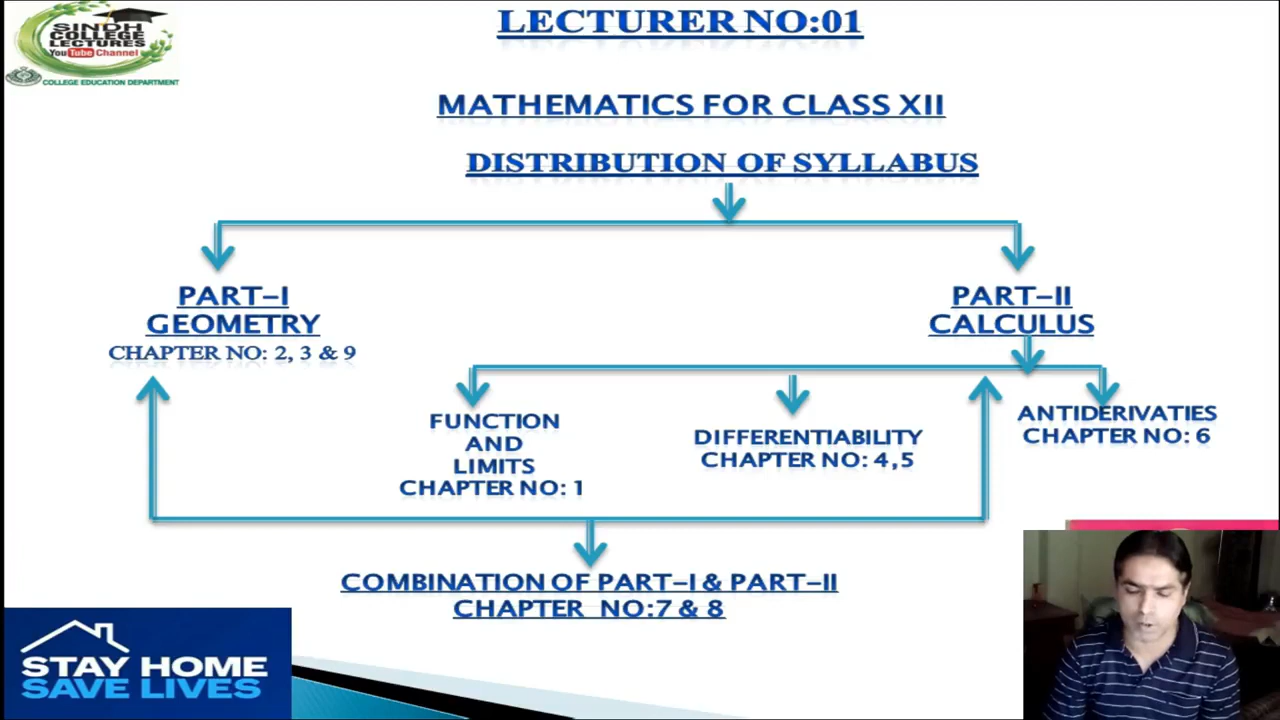 SINDH
COLLEGE
LECTURES
YouTube Channel
COLLEGE EDUCATION DEPARTMENT
LECTURER NO:01
MATHEMATICS FOR CLASS XII
DISTRIBUTION OF SYLLABUS
PART-I
GEOMETRY
CHAPTER NO: 2, 3 & 9
PART-II
CALCULUS
FUNCTION
AND
LIMITS
CHAPTER NO: 1
DIFFERENTIABILITY
CHAPTER NO: 4,5
ANTIDERIVATIES
CHAPTER NO: 6
COMBINATION OF PART-I & PART-II
CHAPTER NO:7 & 8
STAY HOME
SAVE LIVES